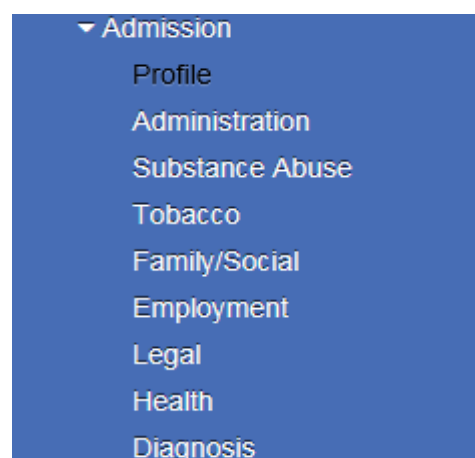 Admission
Profile
Administration
Substance Abuse
Tobacco
Family/Social
Employment
Legal
Health
Diagnosis